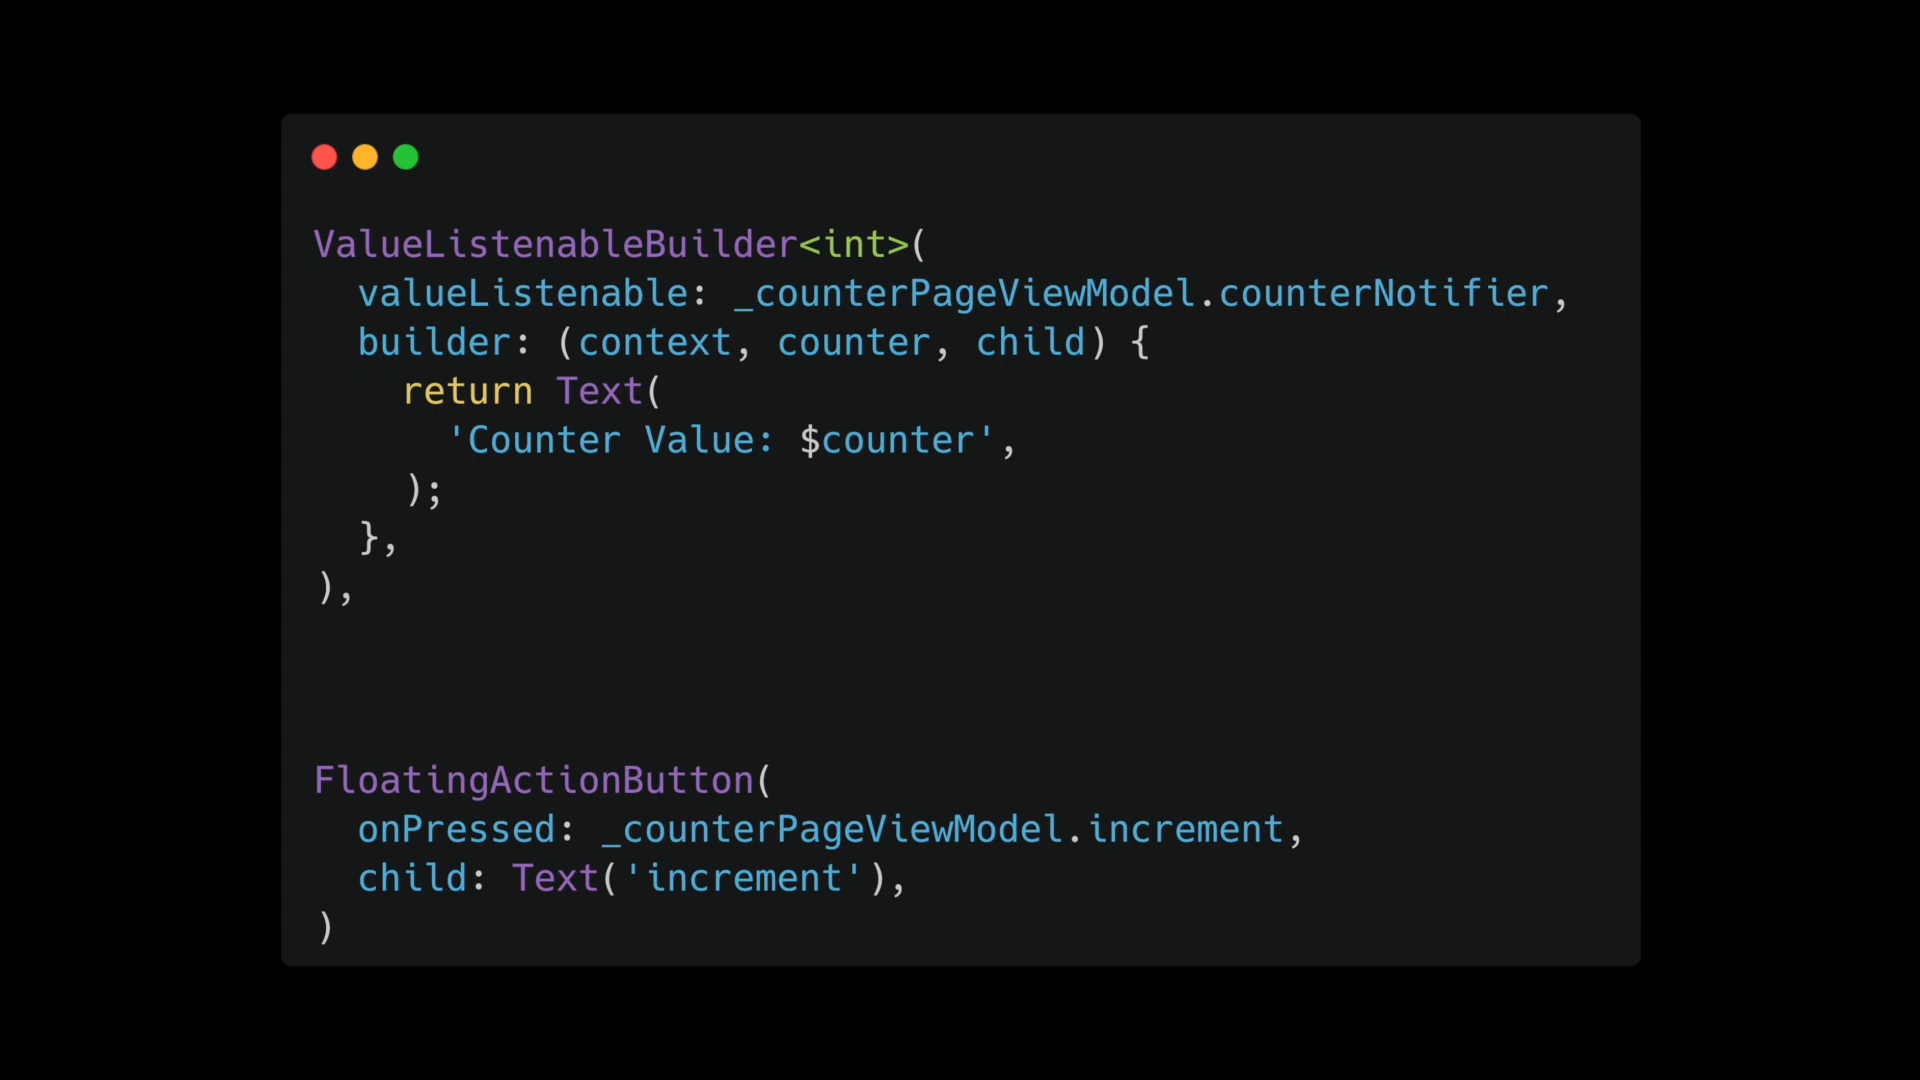 ValueListenableBuilder<int>(
  valueListenable: _counterPageViewModel.counterNotifier,
  builder: (context, counter, child) {
    return Text(
      'Counter Value: $counter',
    );
  },
),
FloatingActionButton(
  onPressed: _counterPageViewModel.increment,
  child: Text('increment'),
)